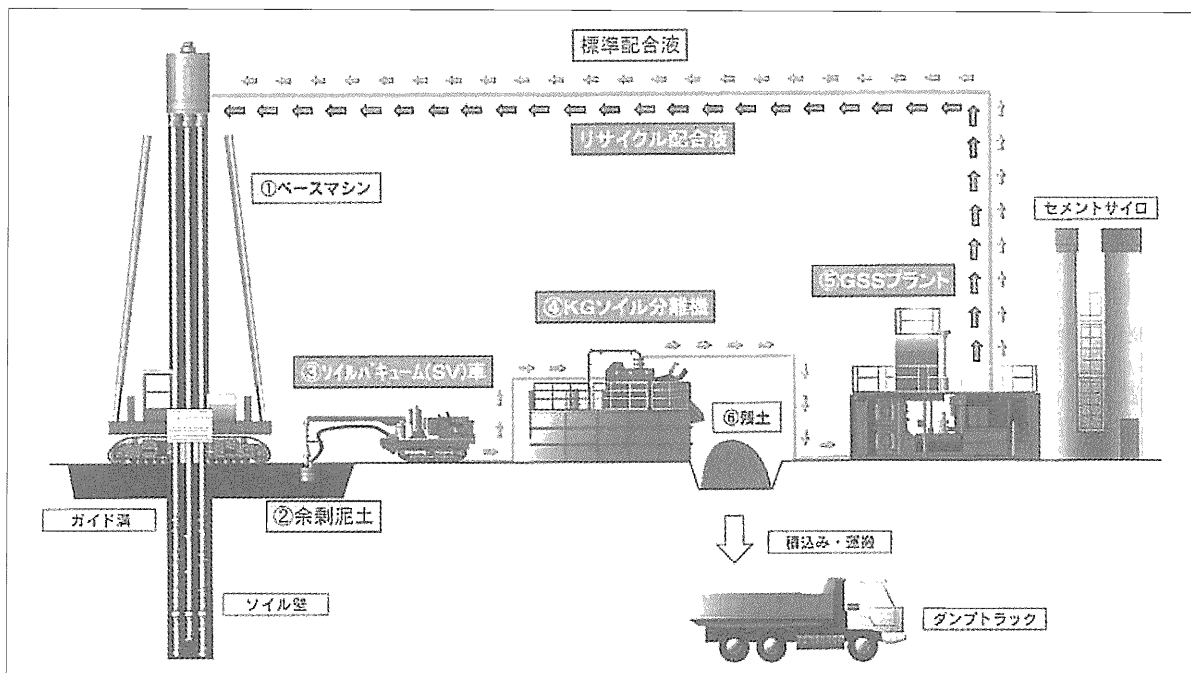 標準配合液
リサイクル配合液
①ベースマシン
セメントサイロ
⑤GSSプラント
④KGソイル分離機
③ソイルバキューム(SV)車
⑥残土
ガイド溝
②余剰泥土
積込み・運搬
ソイル壁
ダンプトラック